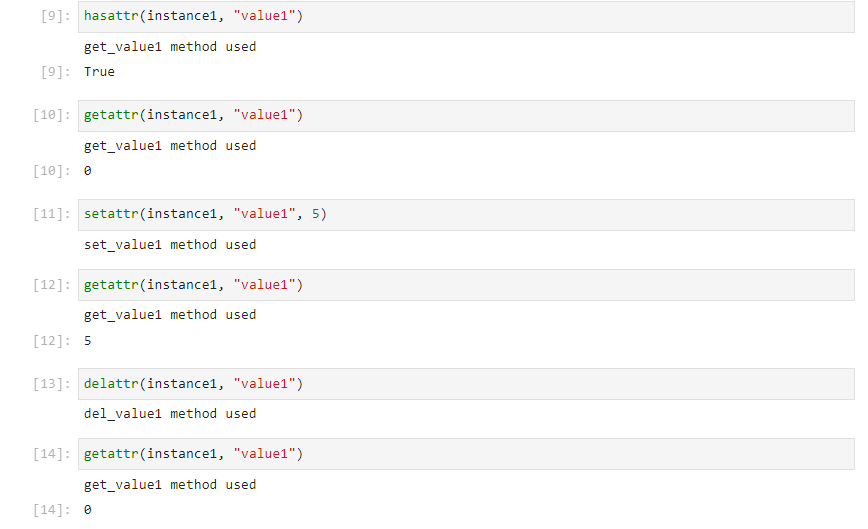 [9]: hasattr(instance1, "value1")
get_value1 method used
[9]: True
[10]: getattr(instance1, "value1")
get_value1 method used
[10]: 0
[11]: setattr(instance1, "value1", 5)
set_value1 method used
[12]: getattr(instance1, "value1")
get_value1 method used
[12]: 5
[13]: delattr(instance1, "value1")
del_value1 method used
[14]: getattr(instance1, "value1")
get_value1 method used
[14]: 0